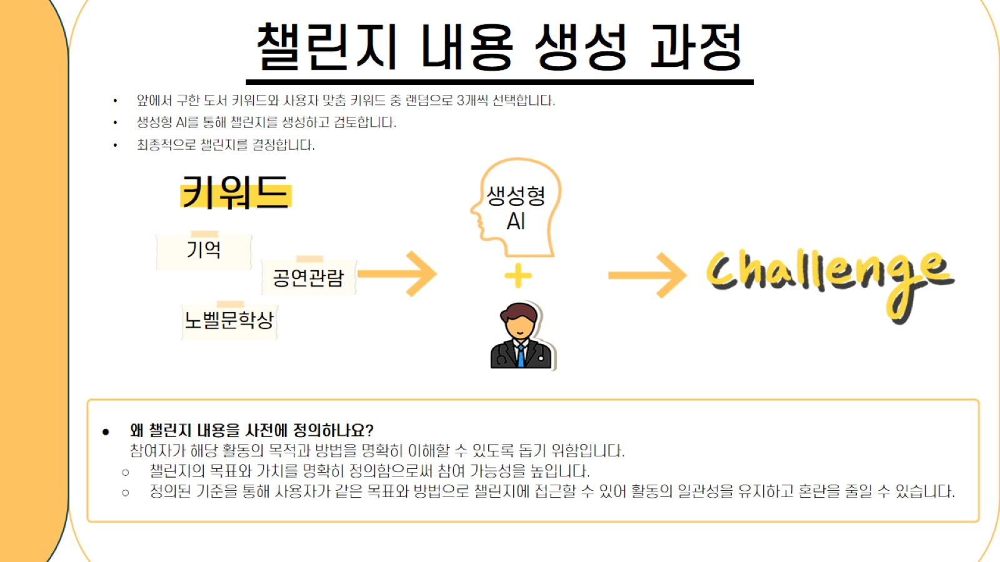 챌린지 내용 생성 과정
• 앞에서 구한 도서 키워드와 사용자 맞춤 키워드 중 랜덤으로 3개씩 선택합니다.
• 생성형 AI를 통해 챌린지를 생성하고 검토합니다.
• 최종적으로 챌린지를 결정합니다.
키워드
기억
공연관람
노벨문학상
생성형
AI
+
Challenge
● 왜 챌린지 내용을 사전에 정의하나요?
참여자가 해당 활동의 목적과 방법을 명확히 이해할 수 있도록 돕기 위함입니다.
○ 챌린지의 목표와 가치를 명확히 정의함으로써 참여 가능성을 높입니다.
○ 정의된 기준을 통해 사용자가 같은 목표와 방법으로 챌린지에 접근할 수 있어 활동의 일관성을 유지하고 혼란을 줄일 수 있습니다.